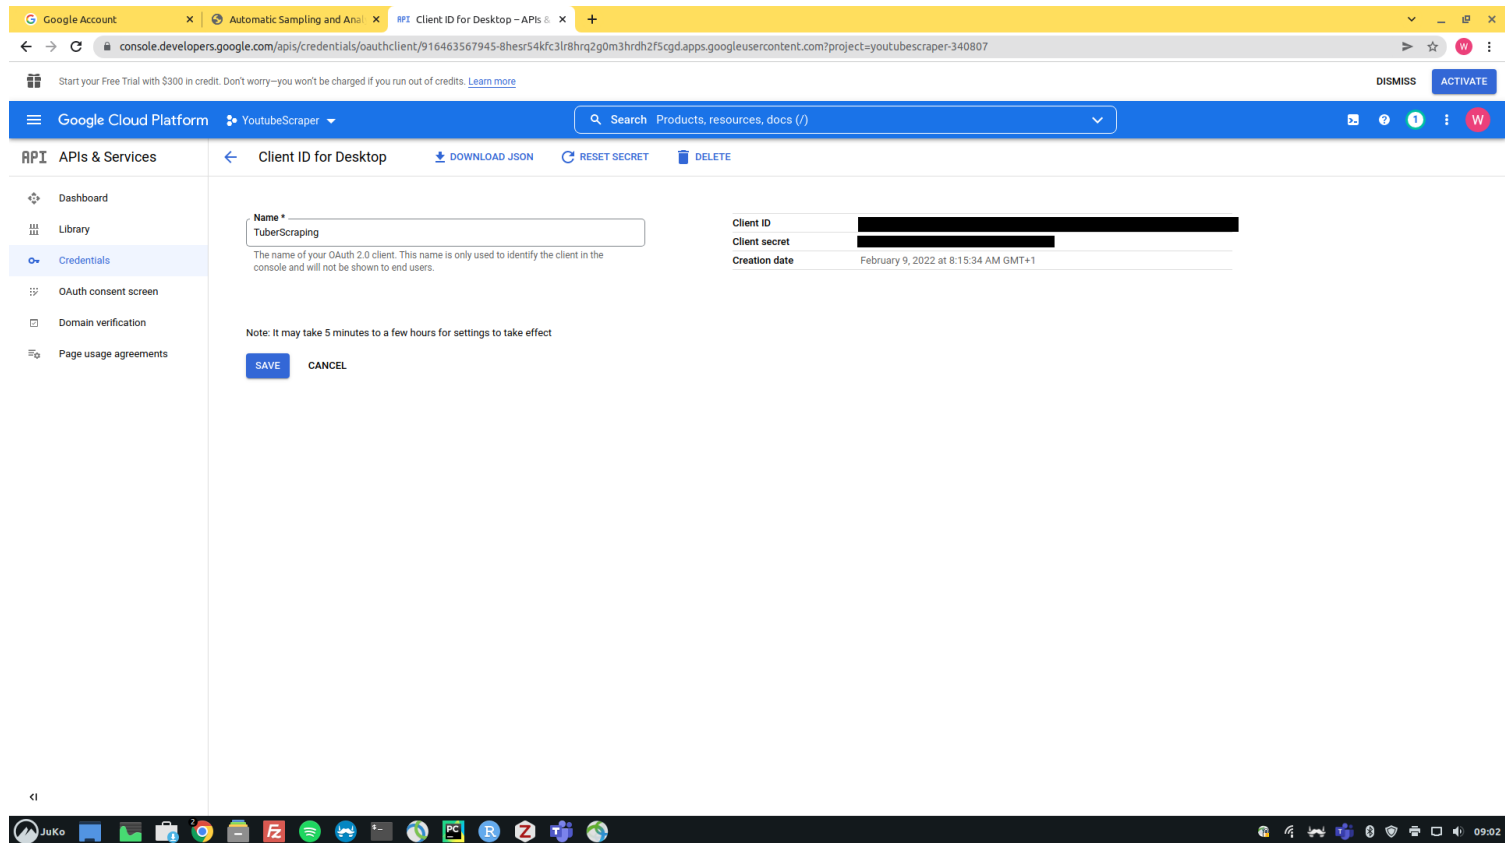 Google Account
Automatic Sampling and Anal
API Client ID for Desktop – APIs &
console.developers.google.com/apis/credentials/oauthclient/916463567945-8hesr54kfc3lr8hrq2g0m3hrdh2f5cgd.apps.googleusercontent.com?project=youtubescraper-340807
W
Start your Free Trial with $300 in credit. Don't worry—you won't be charged if you run out of credits. Learn more
DISMISS
ACTIVATE
Google Cloud Platform
YoutubeScraper
Search Products, resources, docs (/)
1
W
API APIs & Services
Client ID for Desktop
DOWNLOAD JSON
RESET SECRET
DELETE
Dashboard
Library
Credentials
OAuth consent screen
Domain verification
Page usage agreements
Name *
TuberScraping
The name of your OAuth 2.0 client. This name is only used to identify the client in the
console and will not be shown to end users.
Client ID
Client secret
Creation date February 9, 2022 at 8:15:34 AM GMT+1
Note: It may take 5 minutes to a few hours for settings to take effect
SAVE
CANCEL
JuKo
2
Fz
PC
R
Z
T
09:02